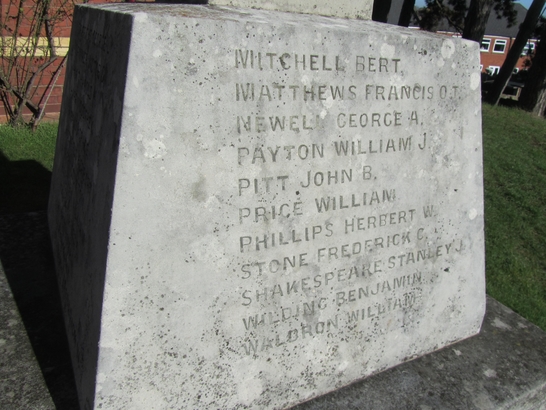 MITCHELL BERT.
MATTHEWS FRANCIS O.T.
NEWELL GEORGE A.
PAYTON WILLIAM J.
PITT JOHN B.
PRICE WILLIAM
PHILLIPS HERBERT W.
STONE FREDERICK C.
SHAKESPEARE STANLEY J.
WILDING BENJAMIN
WALDRON WILLIAM